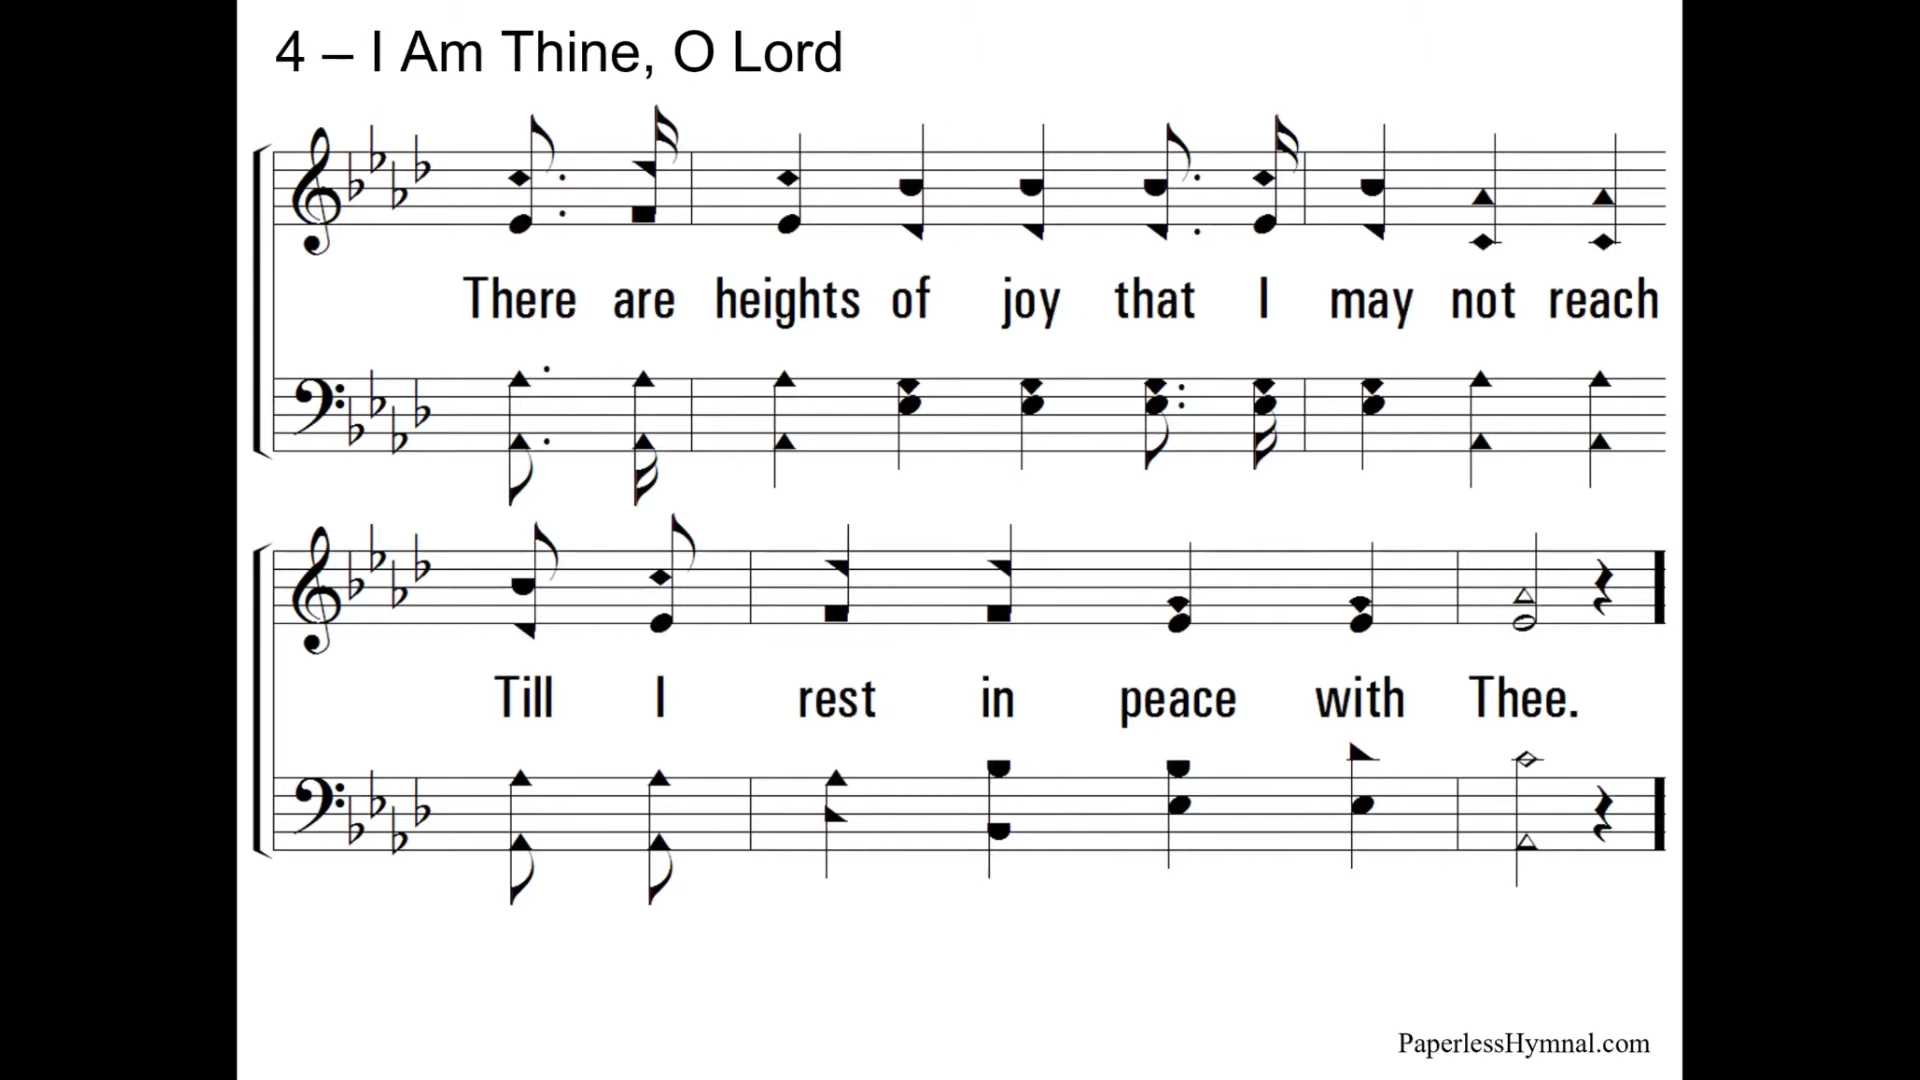 4 – I Am Thine, O Lord
There are heights of joy that I may not reach
Till I rest in peace with Thee.
PaperlessHymnal.com